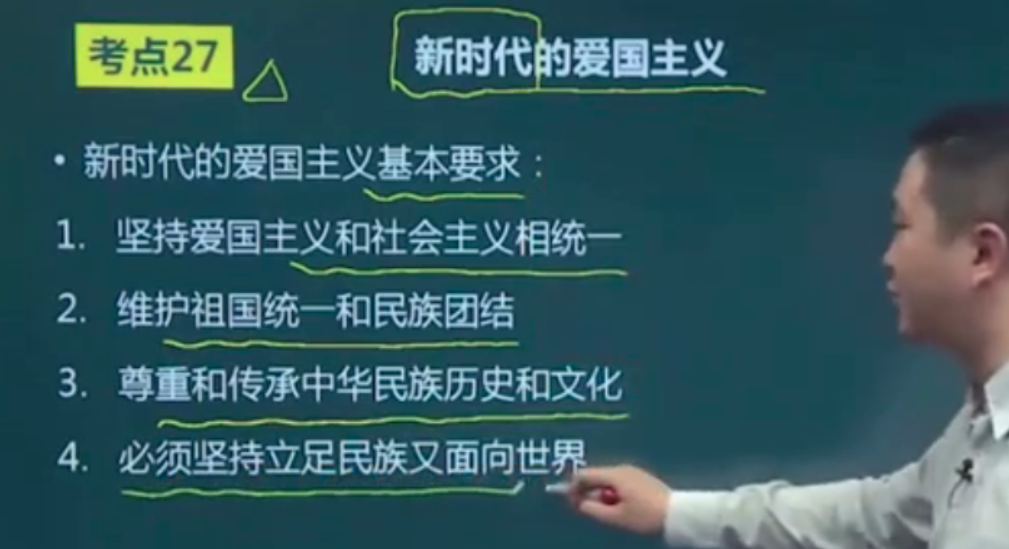 考点27
新时代的爱国主义
• 新时代的爱国主义基本要求：
1. 坚持爱国主义和社会主义相统一
2. 维护祖国统一和民族团结
3. 尊重和传承中华民族历史和文化
4. 必须坚持立足民族又面向世界